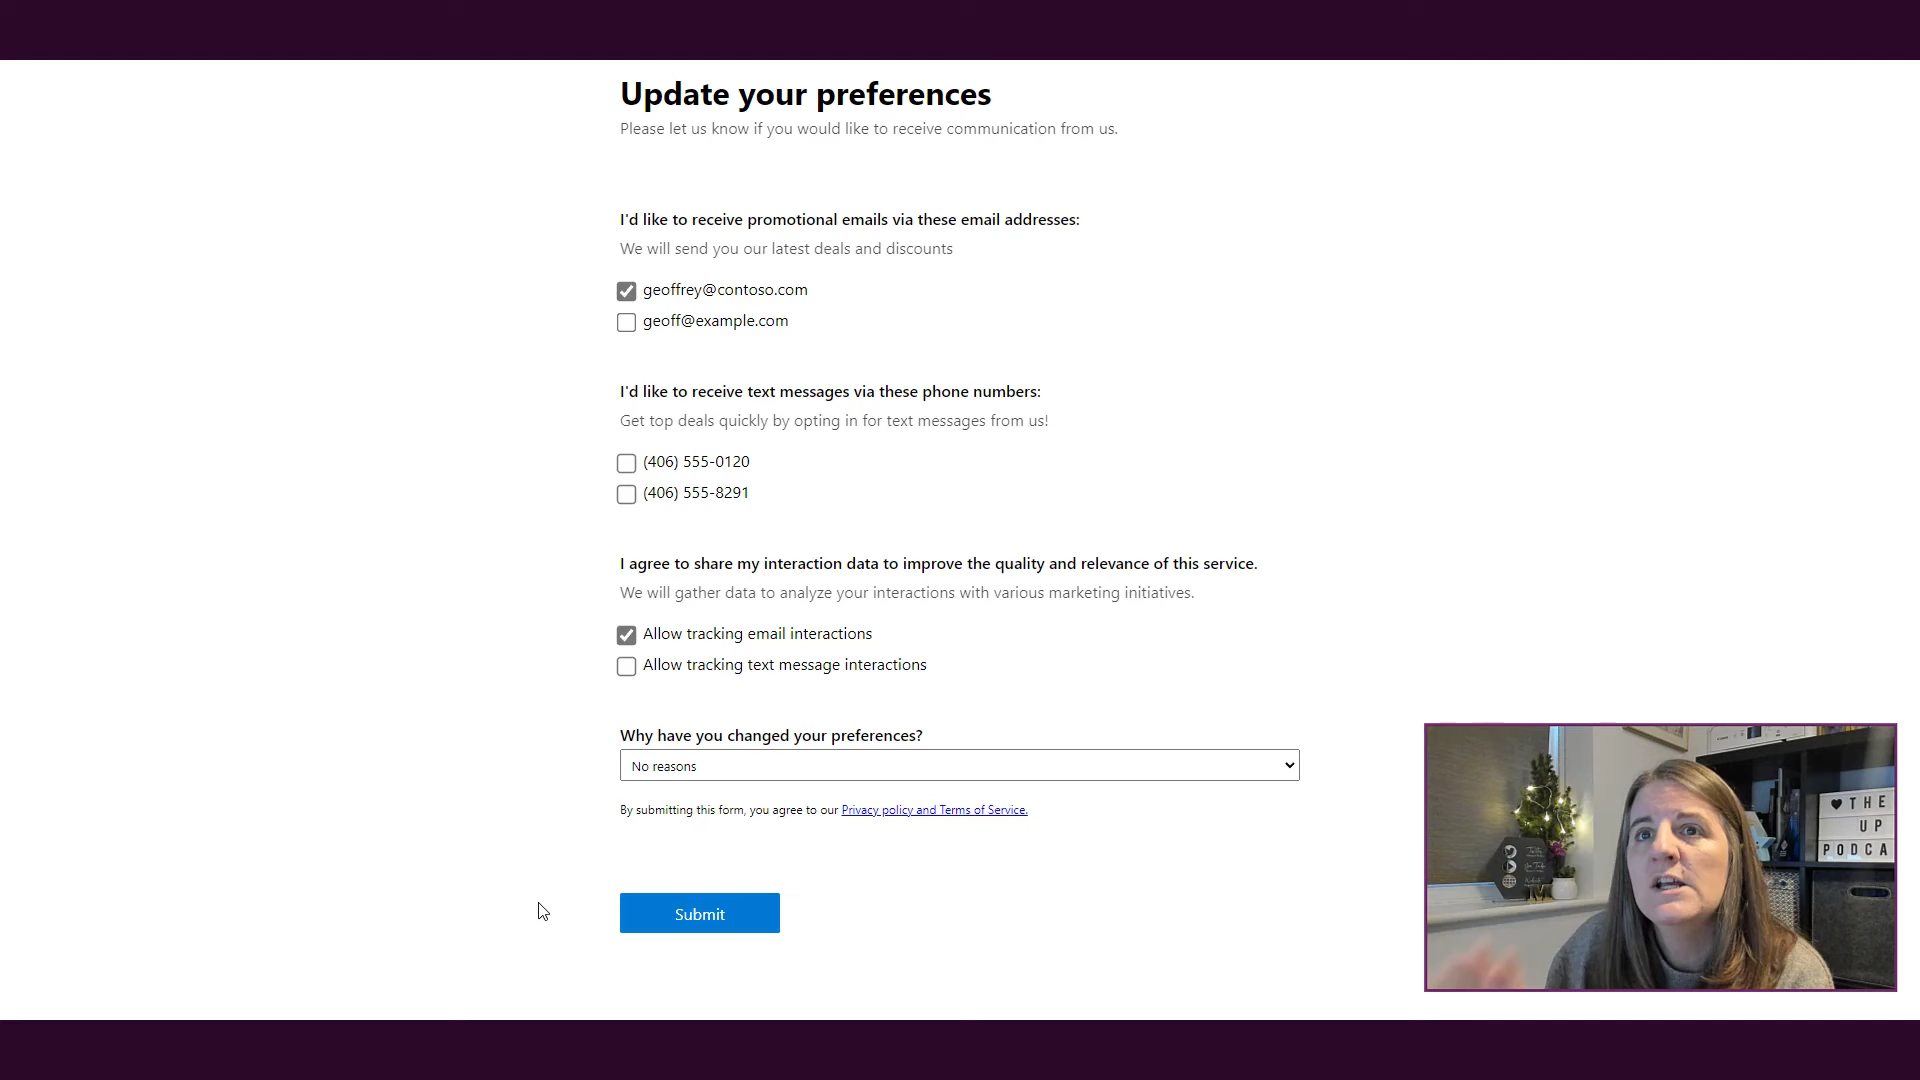 Update your preferences
Please let us know if you would like to receive communication from us.
I'd like to receive promotional emails via these email addresses:
We will send you our latest deals and discounts
geoffrey@contoso.com
geoff@example.com
I'd like to receive text messages via these phone numbers:
Get top deals quickly by opting in for text messages from us!
(406) 555-0120
(406) 555-8291
I agree to share my interaction data to improve the quality and relevance of this service.
We will gather data to analyze your interactions with various marketing initiatives.
Allow tracking email interactions
Allow tracking text message interactions
Why have you changed your preferences?
No reasons
By submitting this form, you agree to our Privacy policy and Terms of Service.
Submit
♥ THE
UP
PODCA